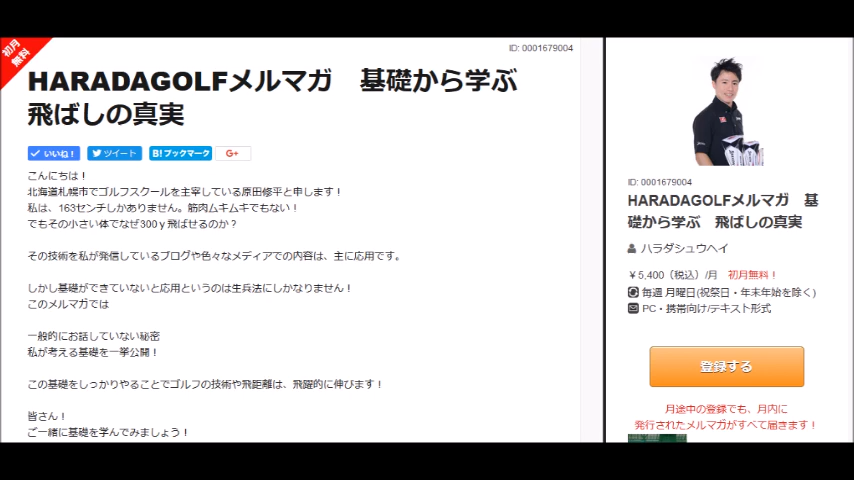 初月
無料
ID: 0001679004
HARADAGOLFメルマガ　基礎から学ぶ
飛ばしの真実
いいね！
ツイート
B!ブックマーク
G+
こんにちは！
北海道札幌市でゴルフスクールを主宰している原田修平と申します！
私は、163センチしかありません。筋肉ムキムキでもない！
でもその小さい体でなぜ300ｙ飛ばせるのか？
その技術を私が発信しているブログや色々なメディアでの内容は、主に応用です。
しかし基礎ができていないと応用というのは生兵法にしかなりません！
このメルマガでは
一般的にお話していない秘密
私が考える基礎を一挙公開！
この基礎をしっかりやることでゴルフの技術や飛距離は、飛躍的に伸びます！
皆さん！
ご一緒に基礎を学んでみましょう！
ID: 0001679004
HARADAGOLFメルマガ　基
礎から学ぶ　飛ばしの真実
ハラダシュウヘイ
￥5,400（税込）/月　初月無料！
毎週 月曜日(祝祭日・年末年始を除く)
PC・携帯向け/テキスト形式
登録する
月途中の登録でも、月内に
発行されたメルマガがすべて届きます！